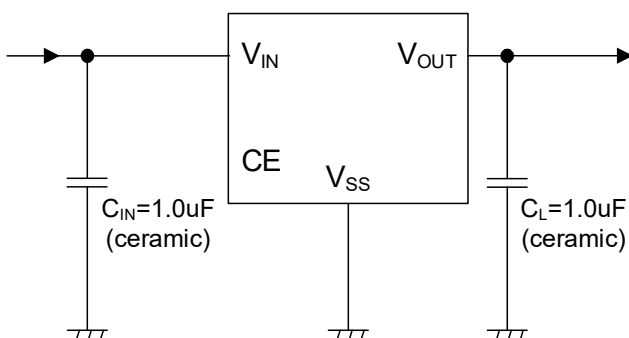 V_IN
V_OUT
CE
V_SS
C_IN=1.0uF
(ceramic)
C_L=1.0uF
(ceramic)